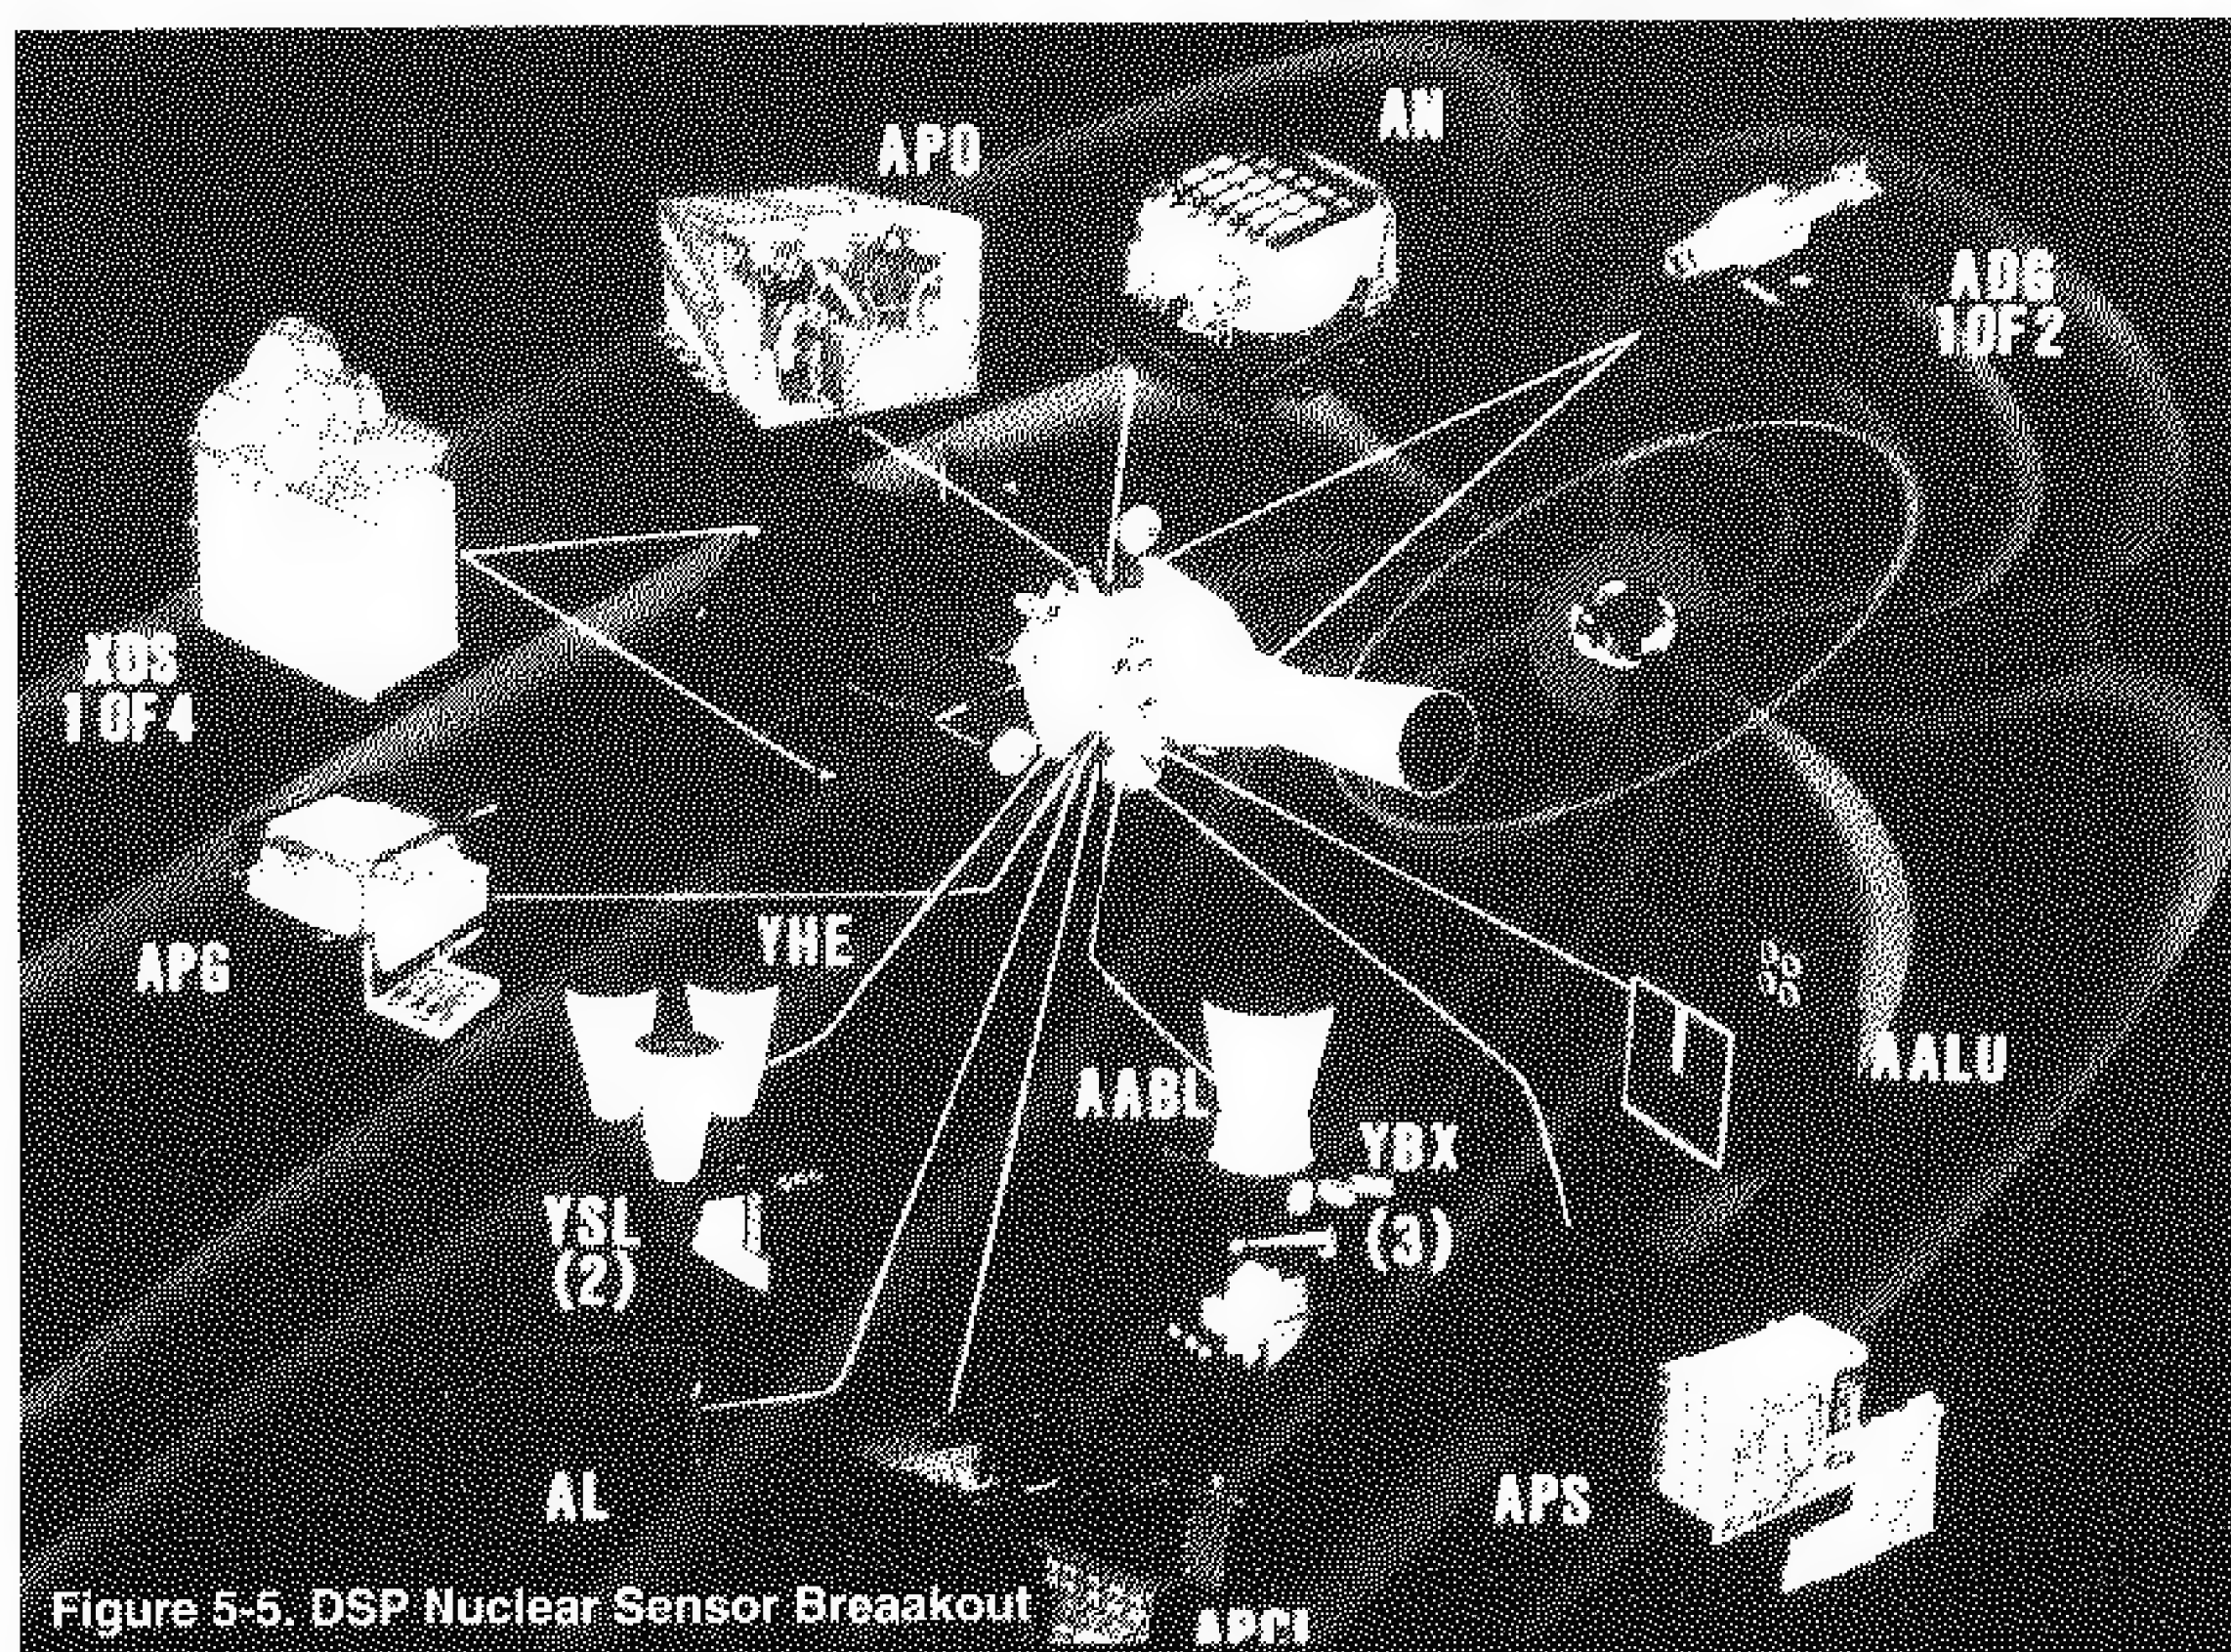 AN
APO
ADG
1 OF 2
XDS
1 OF 4
YHE
APG
AALU
AABL
YBX
YSL
(2)
(3)
AL
APS
Figure 5-5. DSP Nuclear Sensor Breaakout